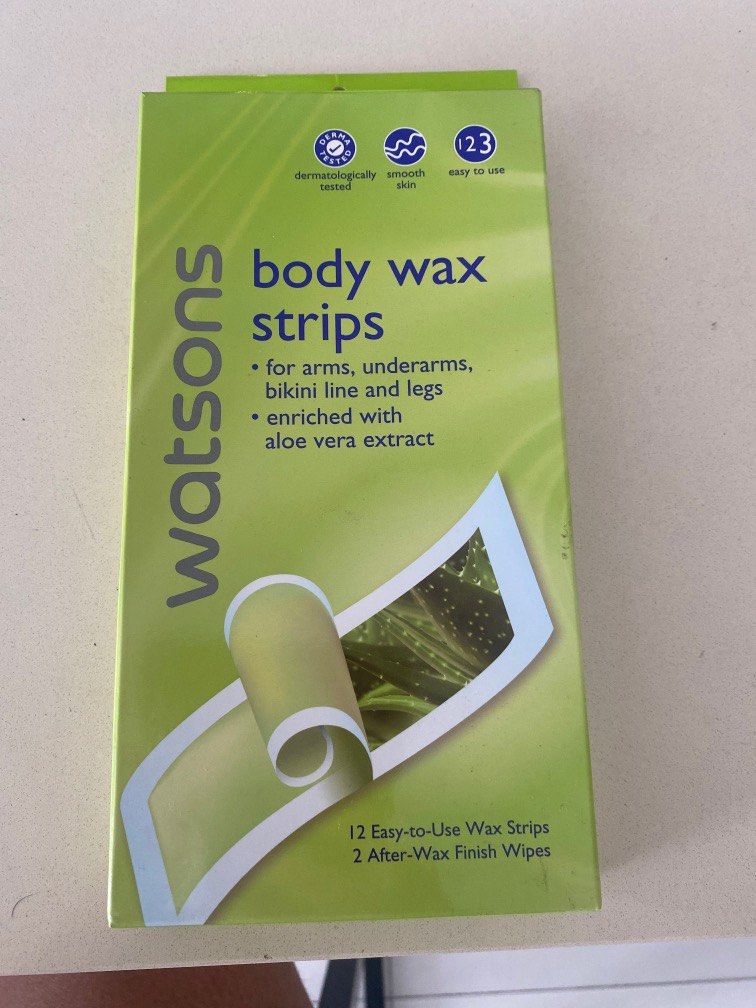 DERMA
TESTED
dermatologically
tested
smooth
skin
123
easy to use
watsons
body wax
strips
• for arms, underarms,
bikini line and legs
• enriched with
aloe vera extract
12 Easy-to-Use Wax Strips
2 After-Wax Finish Wipes